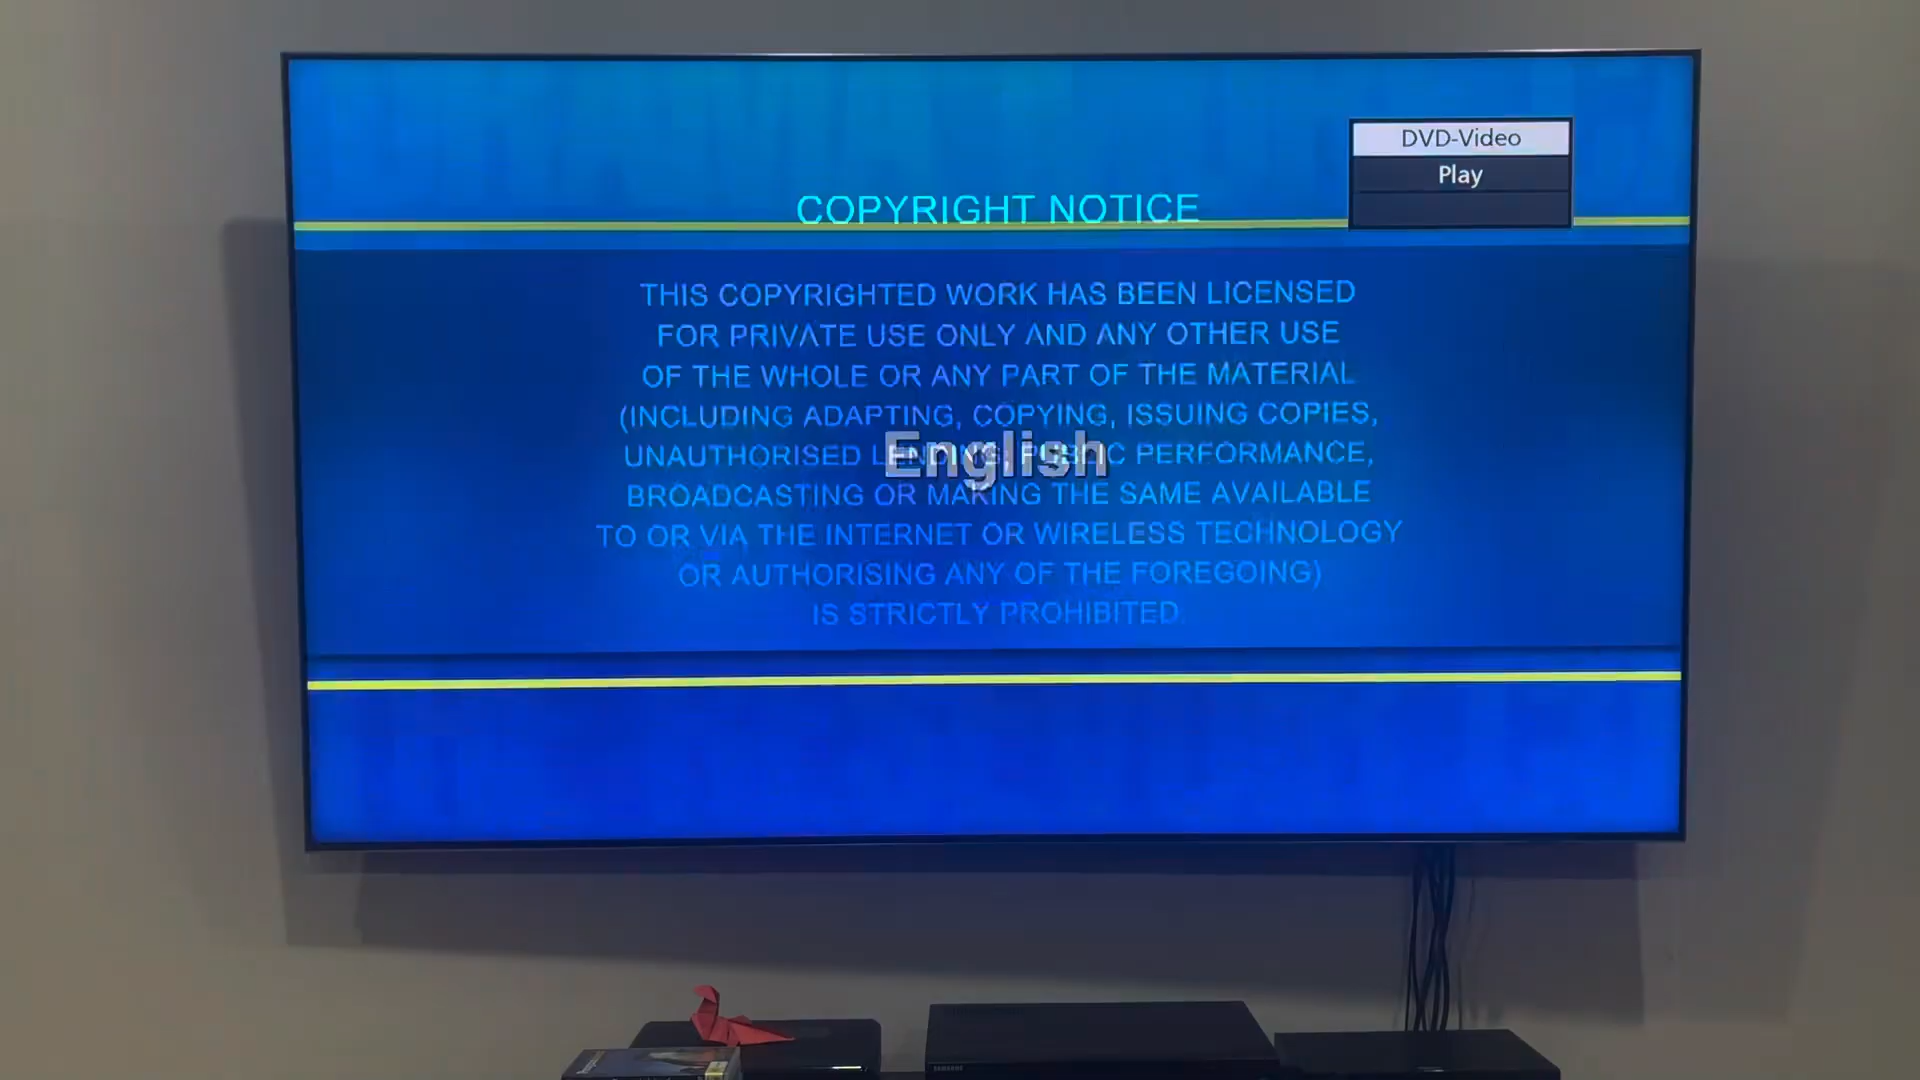 DVD-Video
Play
COPYRIGHT NOTICE
THIS COPYRIGHTED WORK HAS BEEN LICENSED
FOR PRIVATE USE ONLY AND ANY OTHER USE
OF THE WHOLE OR ANY PART OF THE MATERIAL
(INCLUDING ADAPTING, COPYING, ISSUING COPIES,
UNAUTHORISED LENDING, PUBLIC PERFORMANCE,
English
BROADCASTING OR MAKING THE SAME AVAILABLE
TO OR VIA THE INTERNET OR WIRELESS TECHNOLOGY
OR AUTHORISING ANY OF THE FOREGOING)
IS STRICTLY PROHIBITED.
SAMSUNG